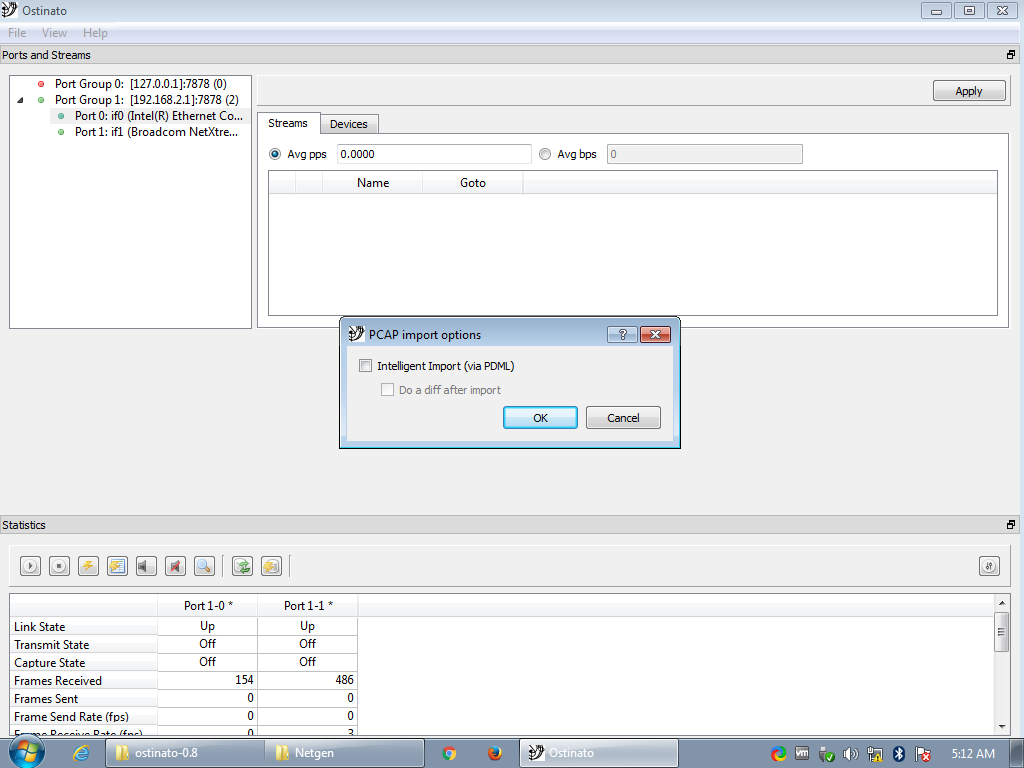 Ostinato
File View Help
Ports and Streams
Port Group 0: [127.0.0.1]:7878 (0)
Port Group 1: [192.168.2.1]:7878 (2)
Port 0: if0 (Intel(R) Ethernet Co...
Port 1: if1 (Broadcom NetXtre...
Apply
Streams Devices
Avg pps 0.0000 Avg bps 0
Name Goto
PCAP import options
Intelligent Import (via PDML)
Do a diff after import
OK Cancel
Statistics
Port 1-0 * Port 1-1 *
Link State Up Up
Transmit State Off Off
Capture State Off Off
Frames Received 154 486
Frames Sent 0 0
Frame Send Rate (fps) 0 0
Frame Receive Rate (fps) 0 3
ostinato-0.8 Netgen Ostinato vm 5:12 AM